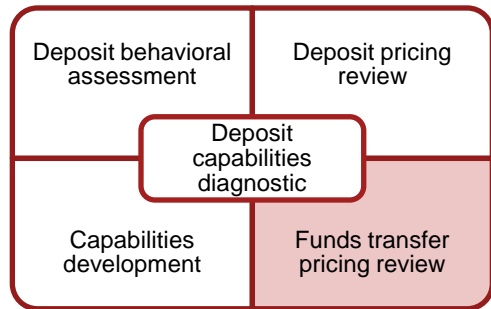 Deposit behavioral
assessment
Deposit pricing
review
Deposit
capabilities
diagnostic
Capabilities
development
Funds transfer
pricing review